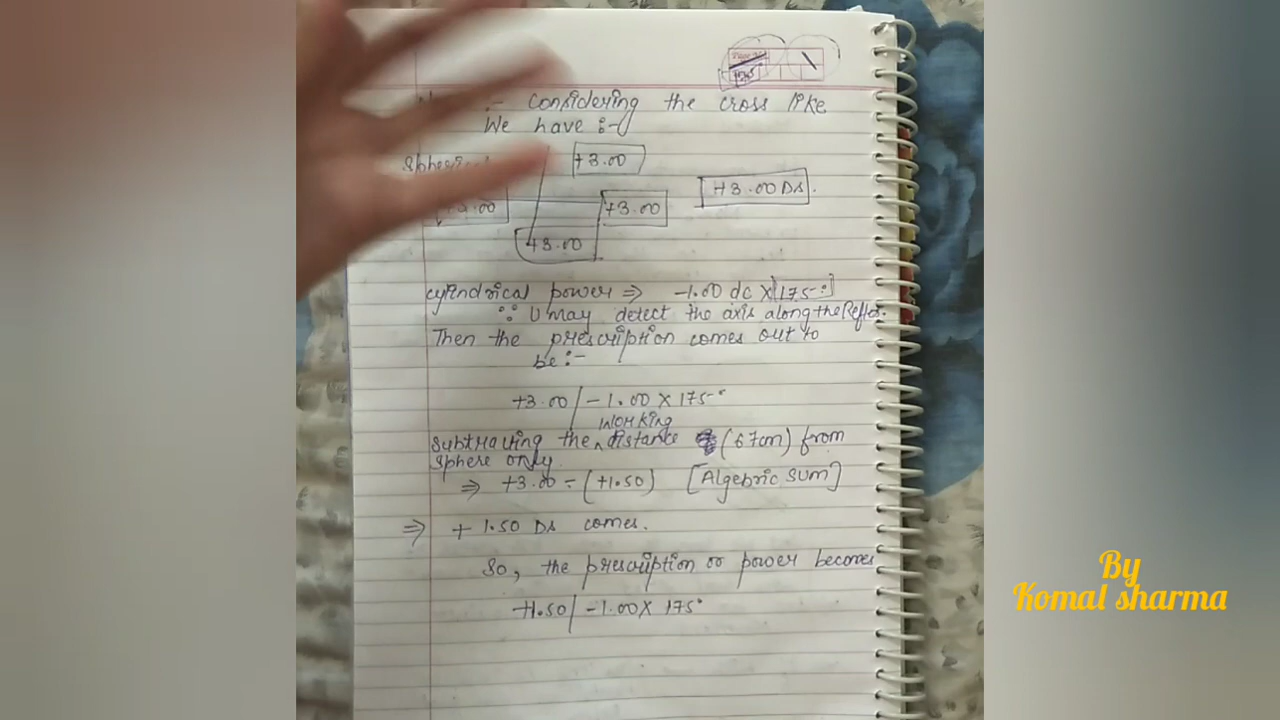 :- Considering the cross like
We have :-
+3.00
+3.00 Ds.
+3.00
+3.00
cylindrical power ⇒ -1.00 dc X 175°
∵ U may detect the axis along the Reflex.
Then the prescription comes out to
be:-
+3.00 / -1.00 X 175°
working
Subtracting the ^ distance (67cm) from
sphere only.
⇒ +3.00 - (+1.50) [Algebric sum]
⇒ + 1.50 Ds comes.
So, the prescription or power becomes
+1.50 / -1.00 X 175°
By
Komal sharma